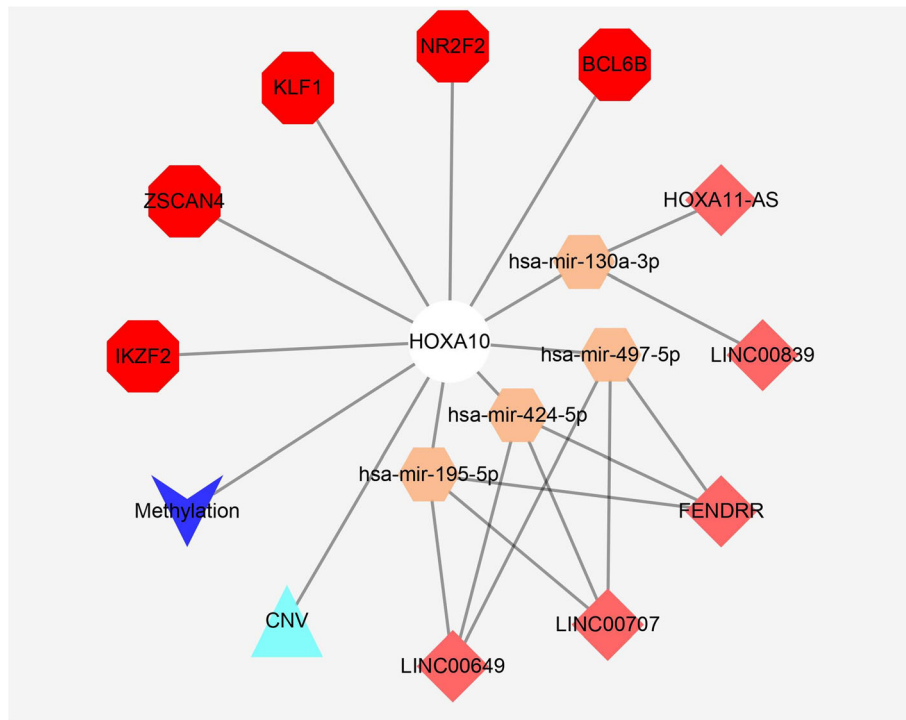 NR2F2
BCL6B
KLF1
ZSCAN4
HOXA11-AS
hsa-mir-130a-3p
HOXA10
hsa-mir-497-5p
LINC00839
IKZF2
hsa-mir-424-5p
hsa-mir-195-5p
Methylation
FENDRR
CNV
LINC00707
LINC00649